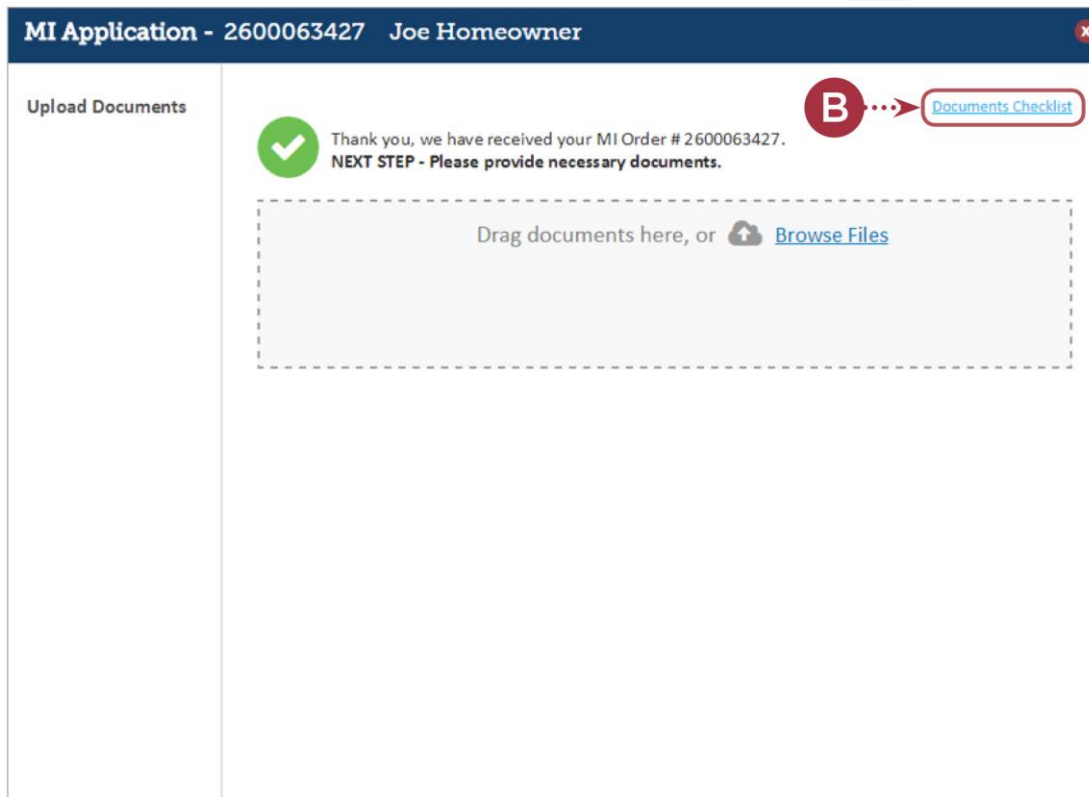 MI Application - 2600063427 Joe Homeowner
x
Upload Documents
B
Documents Checklist
Thank you, we have received your MI Order # 2600063427.
NEXT STEP - Please provide necessary documents.
Drag documents here, or Browse Files